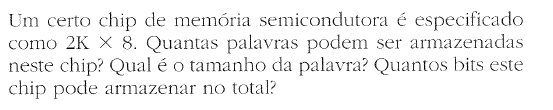 Um certo chip de memória semicondutora é especificado
como 2K × 8. Quantas palavras podem ser armazenadas
neste chip? Qual é o tamanho da palavra? Quantos bits este
chip pode armazenar no total?